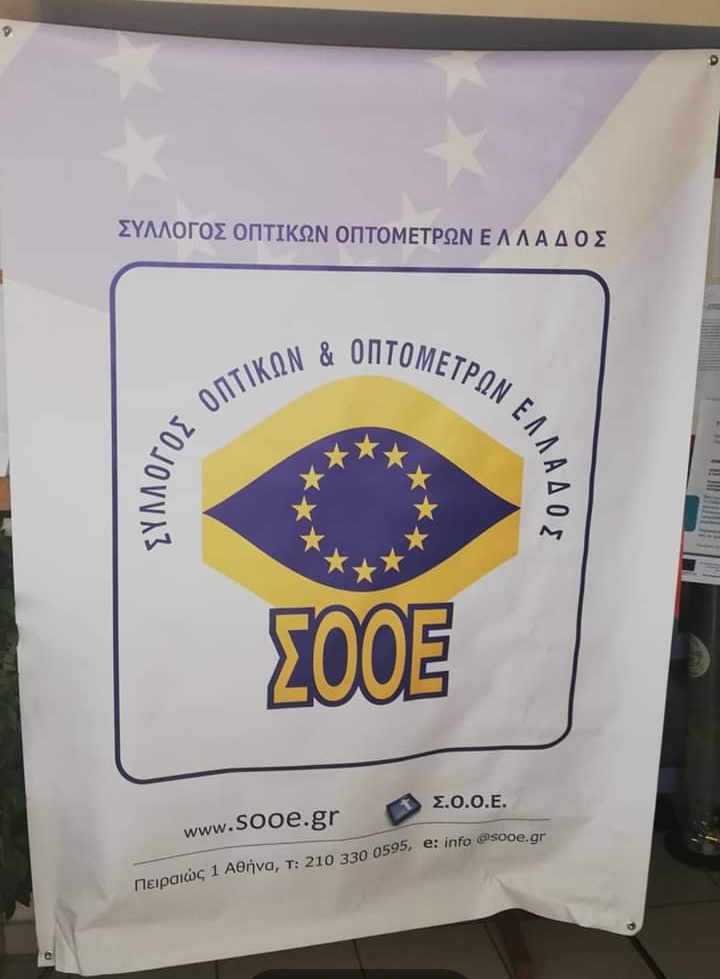 ΣΥΛΛΟΓΟΣ ΟΠΤΙΚΩΝ ΟΠΤΟΜΕΤΡΩΝ ΕΛΛΑΔΟΣ
ΣΥΛΛΟΓΟΣ ΟΠΤΙΚΩΝ & ΟΠΤΟΜΕΤΡΩΝ ΕΛΛΑΔΟΣ
ΣΟΟΕ
www.sooe.gr Σ.Ο.Ο.Ε.
Πειραιώς 1 Αθήνα, τ: 210 330 0595, e: info @sooe.gr